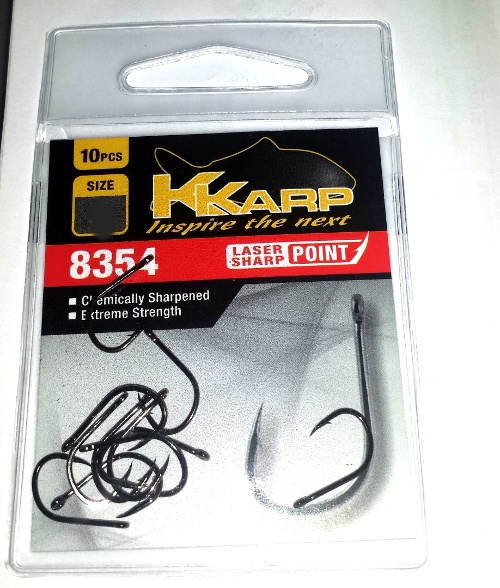 10PCS
SIZE
KKARP
Inspire the next
8354
LASER
SHARP
POINT
Chemically Sharpened
Extreme Strength